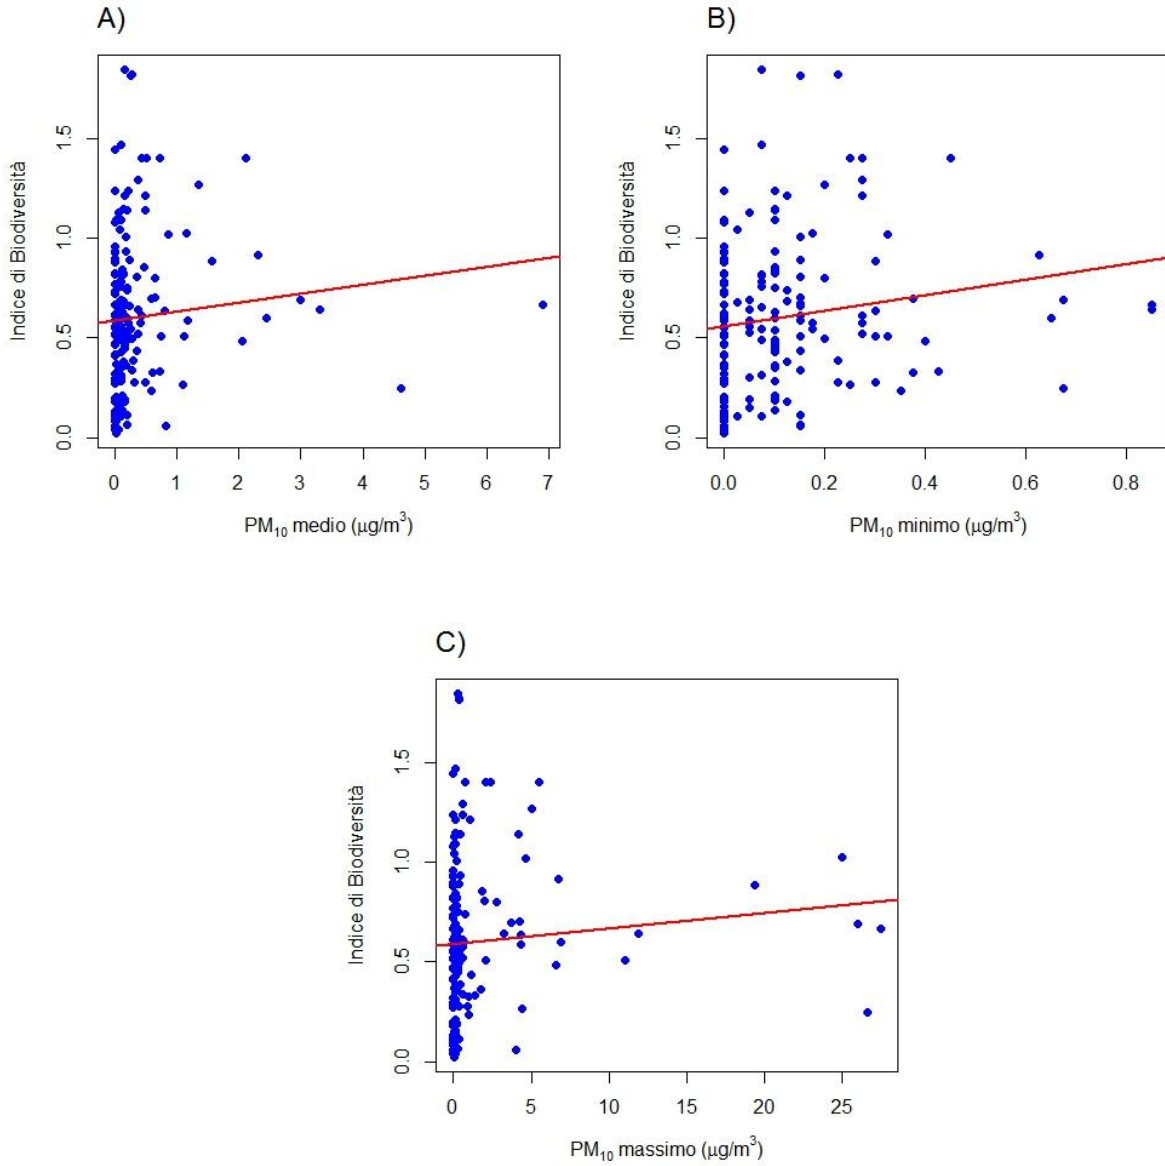 A)
Indice di Biodiversità
1.5
1.0
0.5
0.0
0 1 2 3 4 5 6 7
PM10 medio (μg/m³)
B)
Indice di Biodiversità
1.5
1.0
0.5
0.0
0.0 0.2 0.4 0.6 0.8
PM10 minimo (μg/m³)
C)
Indice di Biodiversità
1.5
1.0
0.5
0.0
0 5 10 15 20 25
PM10 massimo (μg/m³)